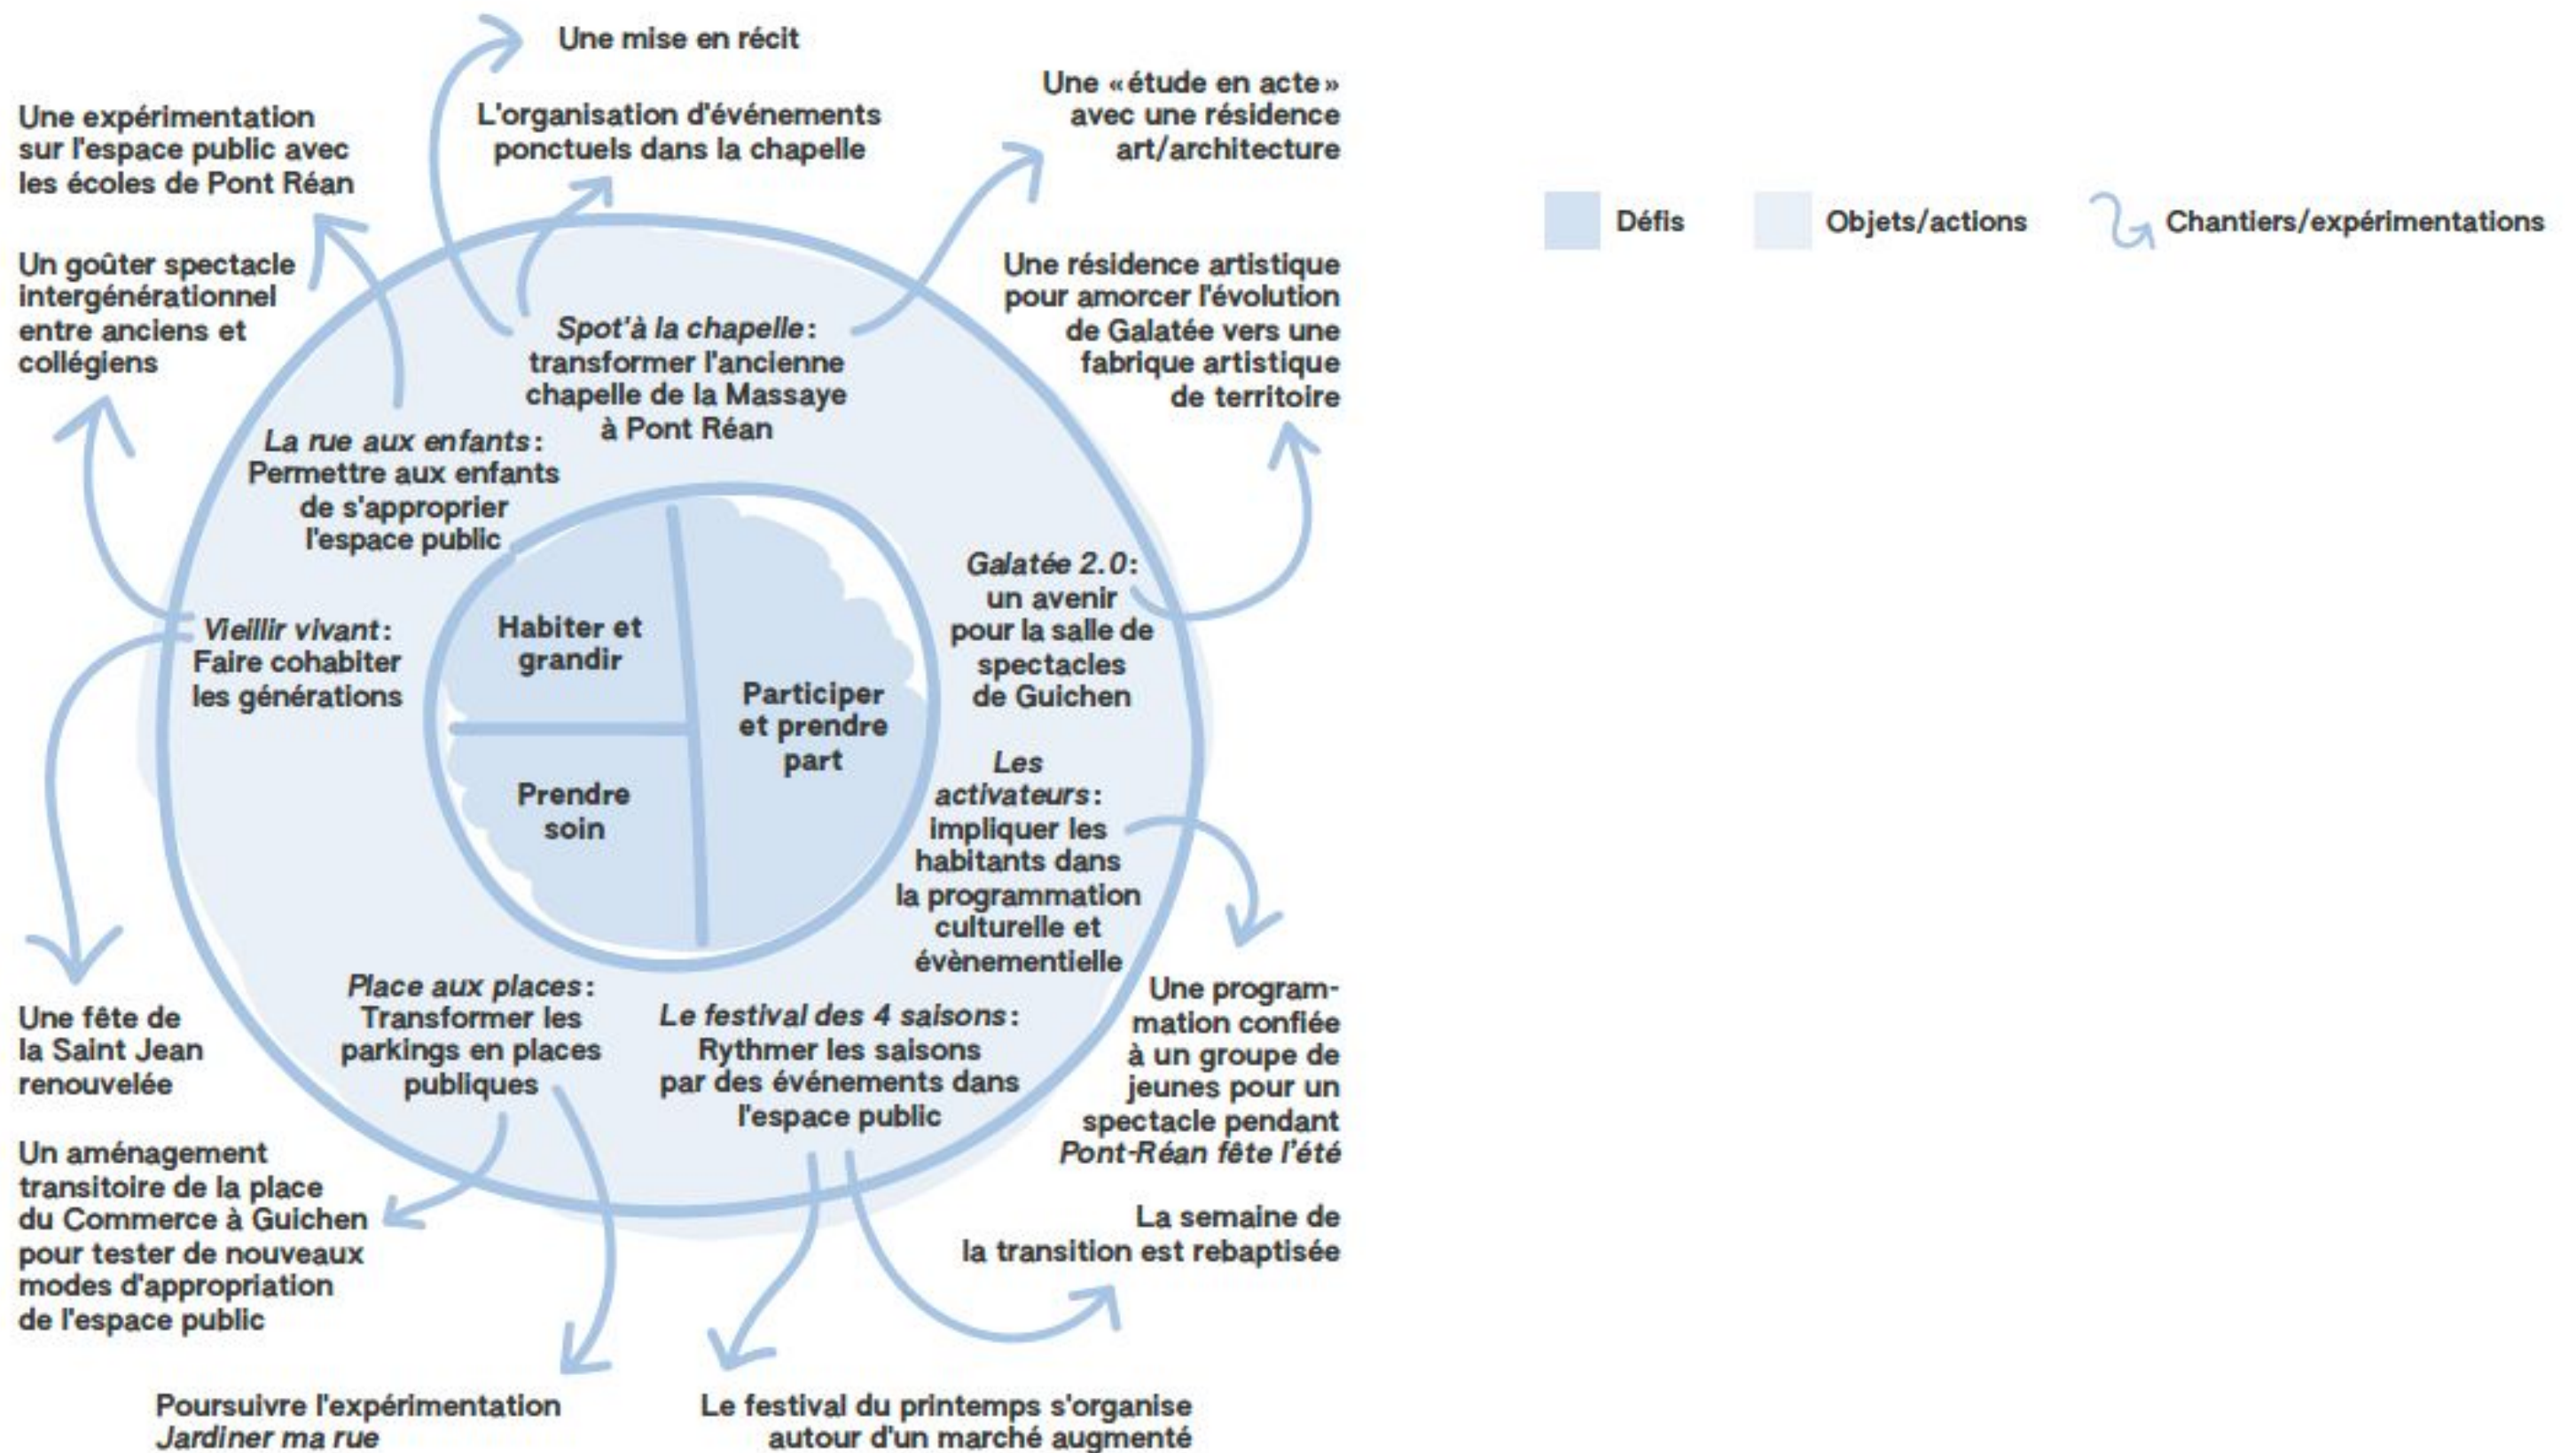 Une mise en récit
L'organisation d'événements
ponctuels dans la chapelle
Une «étude en acte»
avec une résidence
art/architecture
Une expérimentation
sur l'espace public avec
les écoles de Pont Réan
Un goûter spectacle
intergénérationnel
entre anciens et
collégiens
Une résidence artistique
pour amorcer l'évolution
de Galatée vers une
fabrique artistique
de territoire
Défis
Objets/actions
Chantiers/expérimentations
Spot'à la chapelle:
transformer l'ancienne
chapelle de la Massaye
à Pont Réan
La rue aux enfants:
Permettre aux enfants
de s'approprier
l'espace public
Galatée 2.0:
un avenir
pour la salle de
spectacles
de Guichen
Vieillir vivant:
Faire cohabiter
les générations
Habiter et
grandir
Participer
et prendre
part
Prendre
soin
Les
activateurs:
impliquer les
habitants dans
la programmation
culturelle et
évènementielle
Place aux places:
Transformer les
parkings en places
publiques
Le festival des 4 saisons:
Rythmer les saisons
par des événements dans
l'espace public
Une program-
mation confiée
à un groupe de
jeunes pour un
spectacle pendant
Pont-Réan fête l'été
Une fête de
la Saint Jean
renouvelée
Un aménagement
transitoire de la place
du Commerce à Guichen
pour tester de nouveaux
modes d'appropriation
de l'espace public
La semaine de
la transition est rebaptisée
Poursuivre l'expérimentation
Jardiner ma rue
Le festival du printemps s'organise
autour d'un marché augmenté